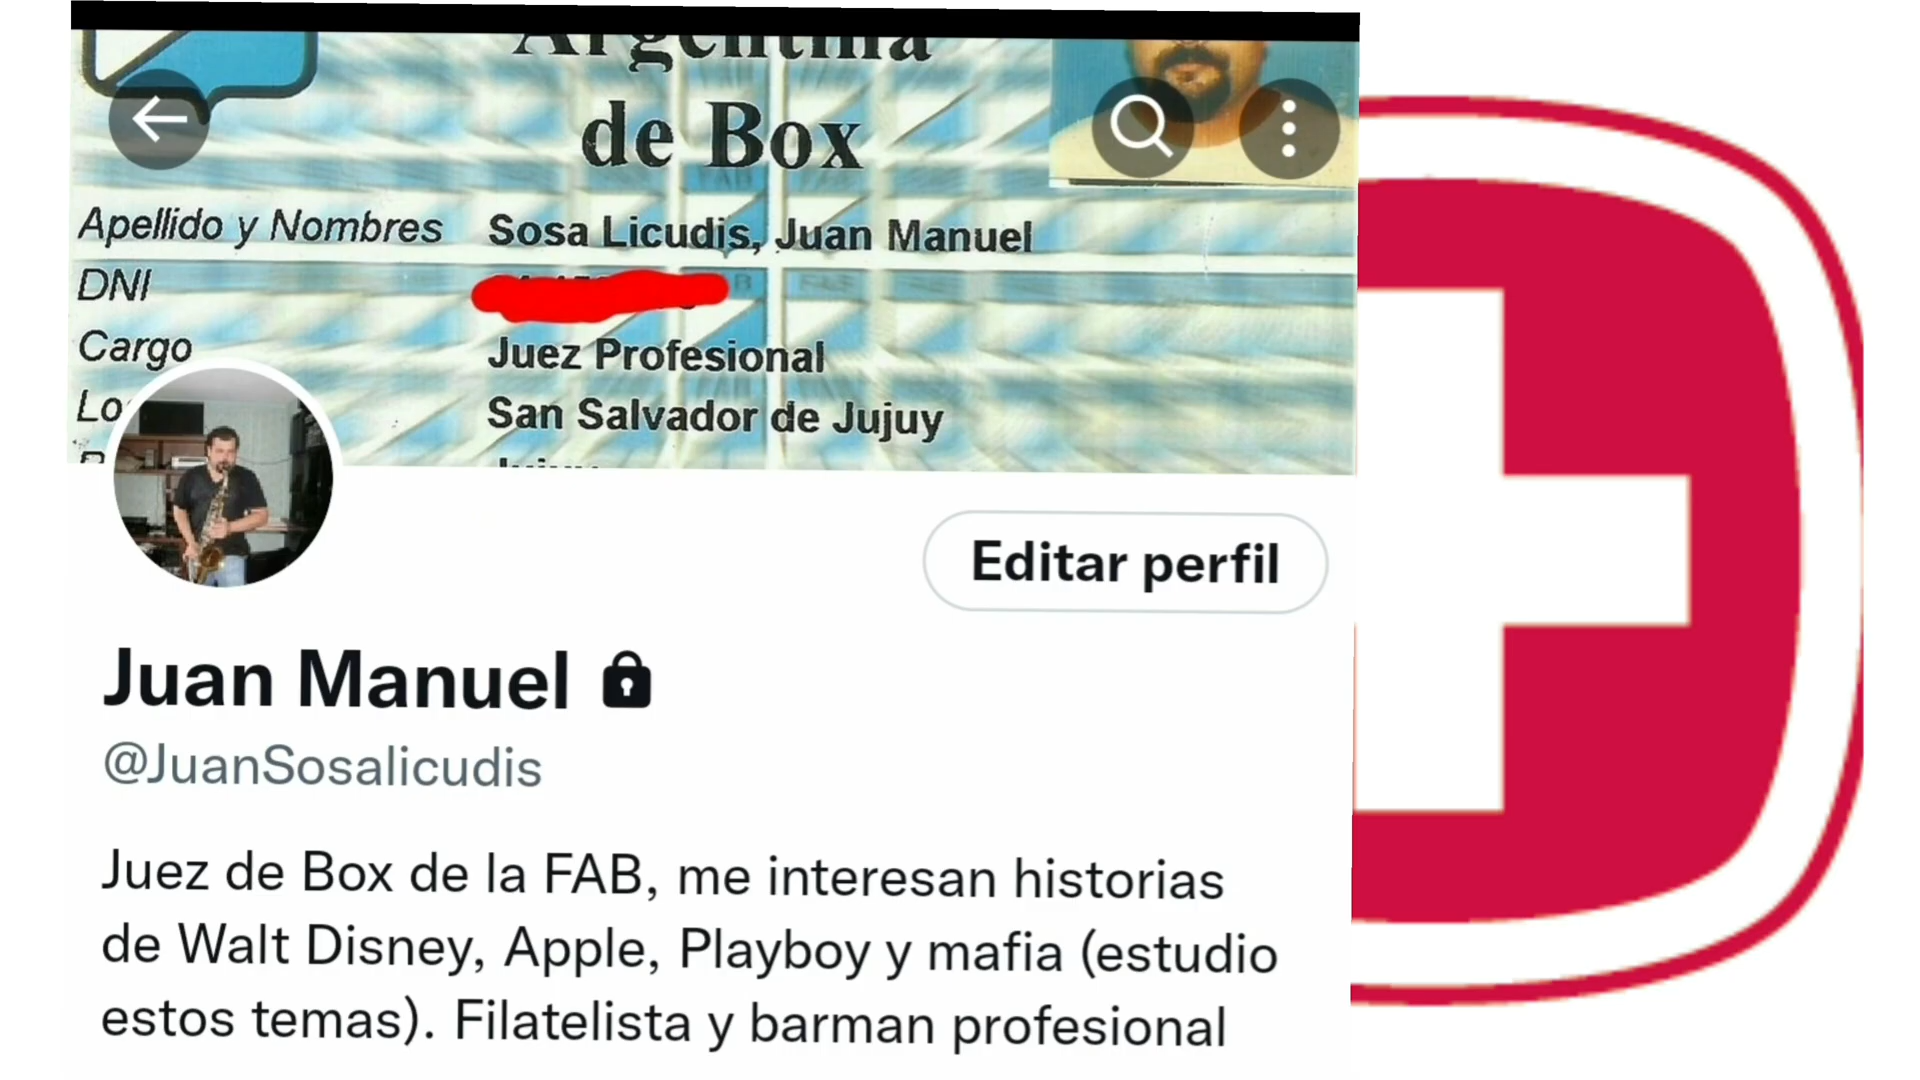 Argentina
de Box
Apellido y Nombres Sosa Licudis, Juan Manuel
DNI
Cargo Juez Profesional
Lo San Salvador de Jujuy
Editar perfil
Juan Manuel
@JuanSosalicudis
Juez de Box de la FAB, me interesan historias
de Walt Disney, Apple, Playboy y mafia (estudio
estos temas). Filatelista y barman profesional